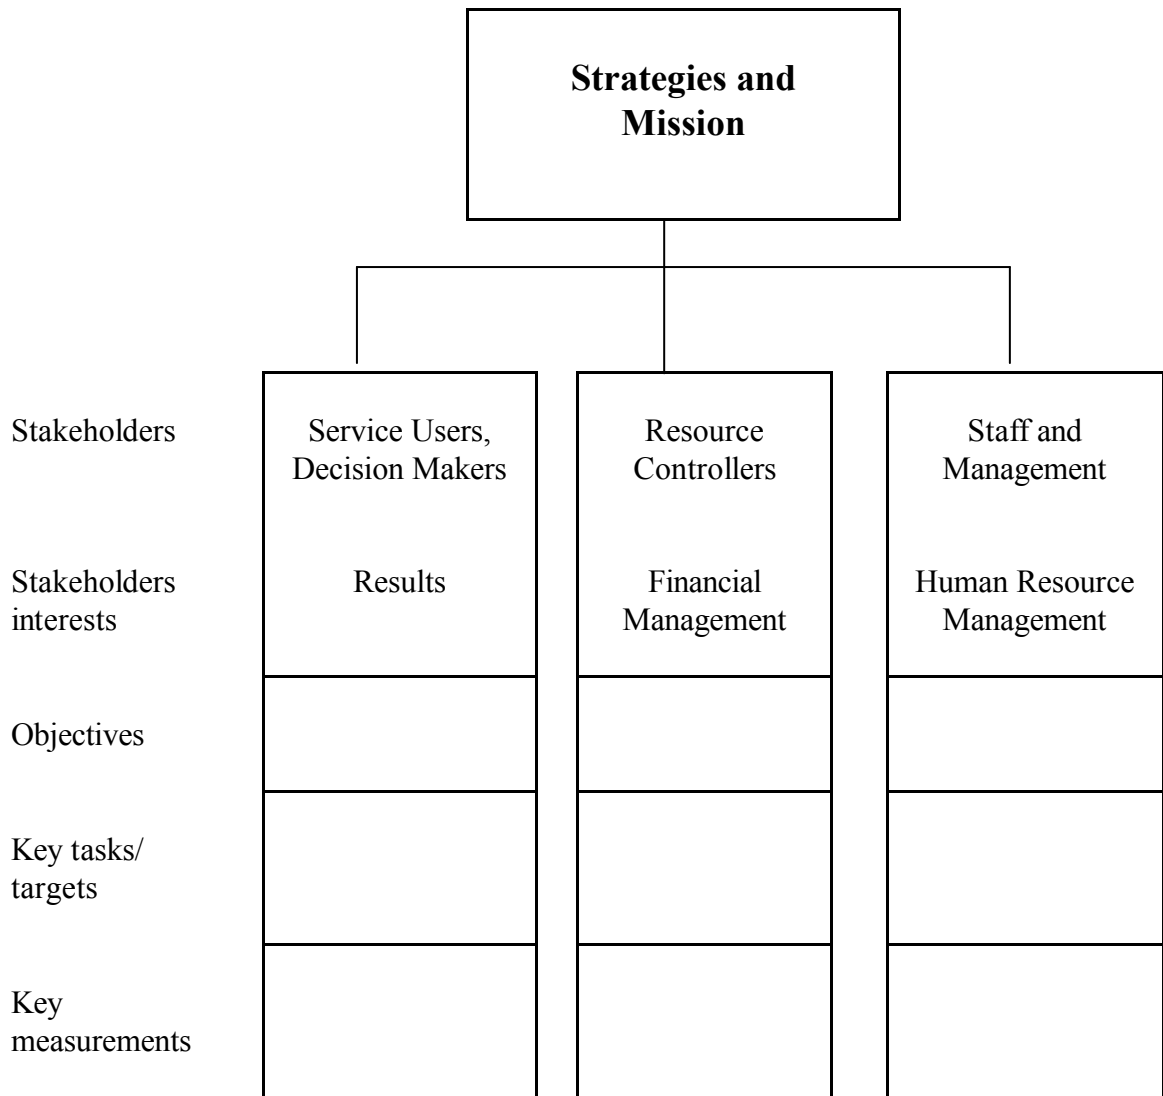 Strategies and
Mission
Stakeholders
Service Users,
Decision Makers
Resource
Controllers
Staff and
Management
Stakeholders
interests
Results
Financial
Management
Human Resource
Management
Objectives
Key tasks/
targets
Key
measurements